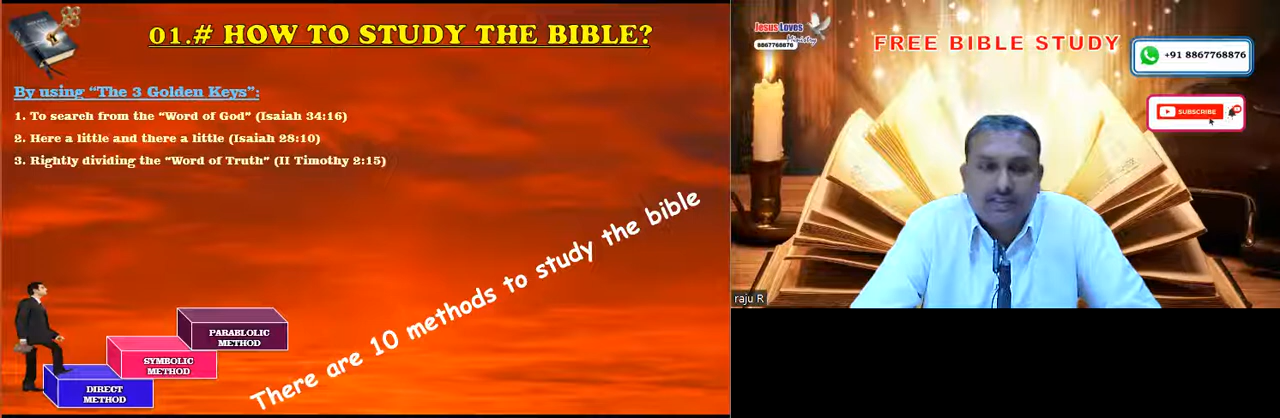 01.# HOW TO STUDY THE BIBLE?
By using “The 3 Golden Keys”:
1. To search from the “Word of God” (Isaiah 34:16)
2. Here a little and there a little (Isaiah 28:10)
3. Rightly dividing the “Word of Truth” (II Timothy 2:15)
There are 10 methods to study the bible
PARABLOLIC
METHOD
SYMBOLIC
METHOD
DIRECT
METHOD
Jesus Loves
Ministry
8867768876
FREE BIBLE STUDY
+91 8867768876
SUBSCRIBE
raju R